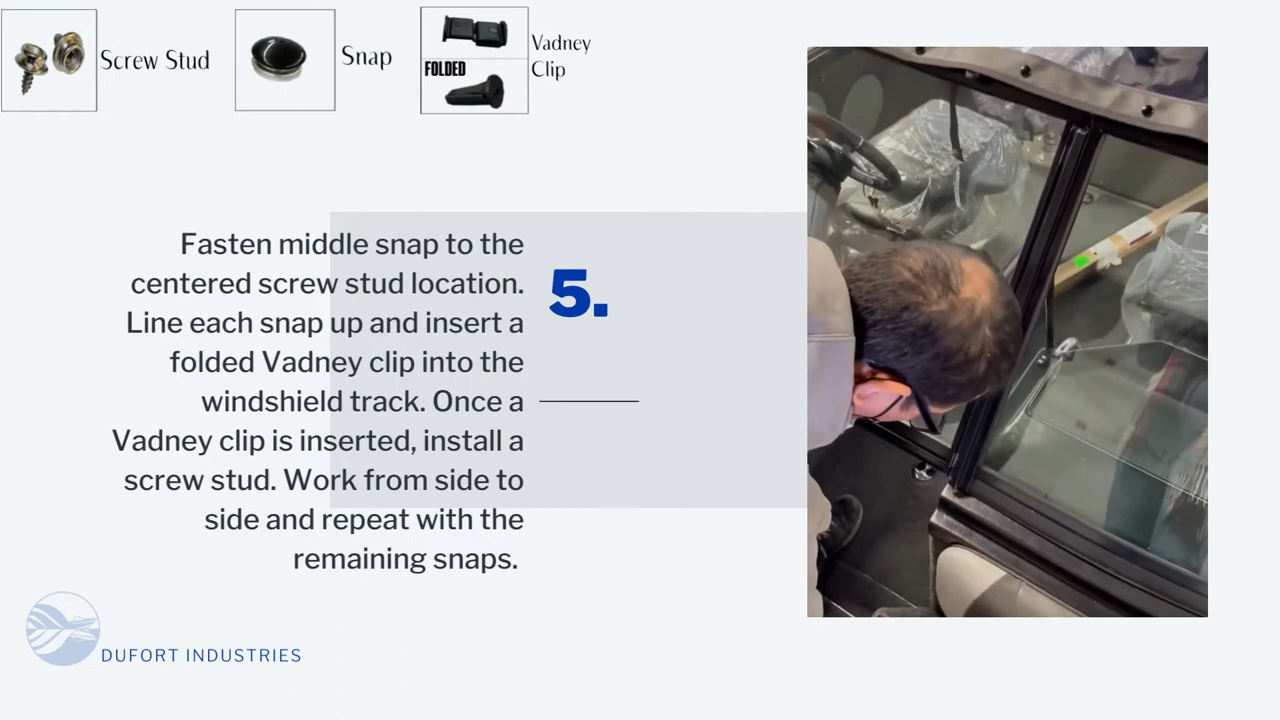 Screw Stud
Snap
Vadney
Clip
FOLDED
Fasten middle snap to the
centered screw stud location.
Line each snap up and insert a
folded Vadney clip into the
windshield track. Once a
Vadney clip is inserted, install a
screw stud. Work from side to
side and repeat with the
remaining snaps.
5.
DUFORT INDUSTRIES